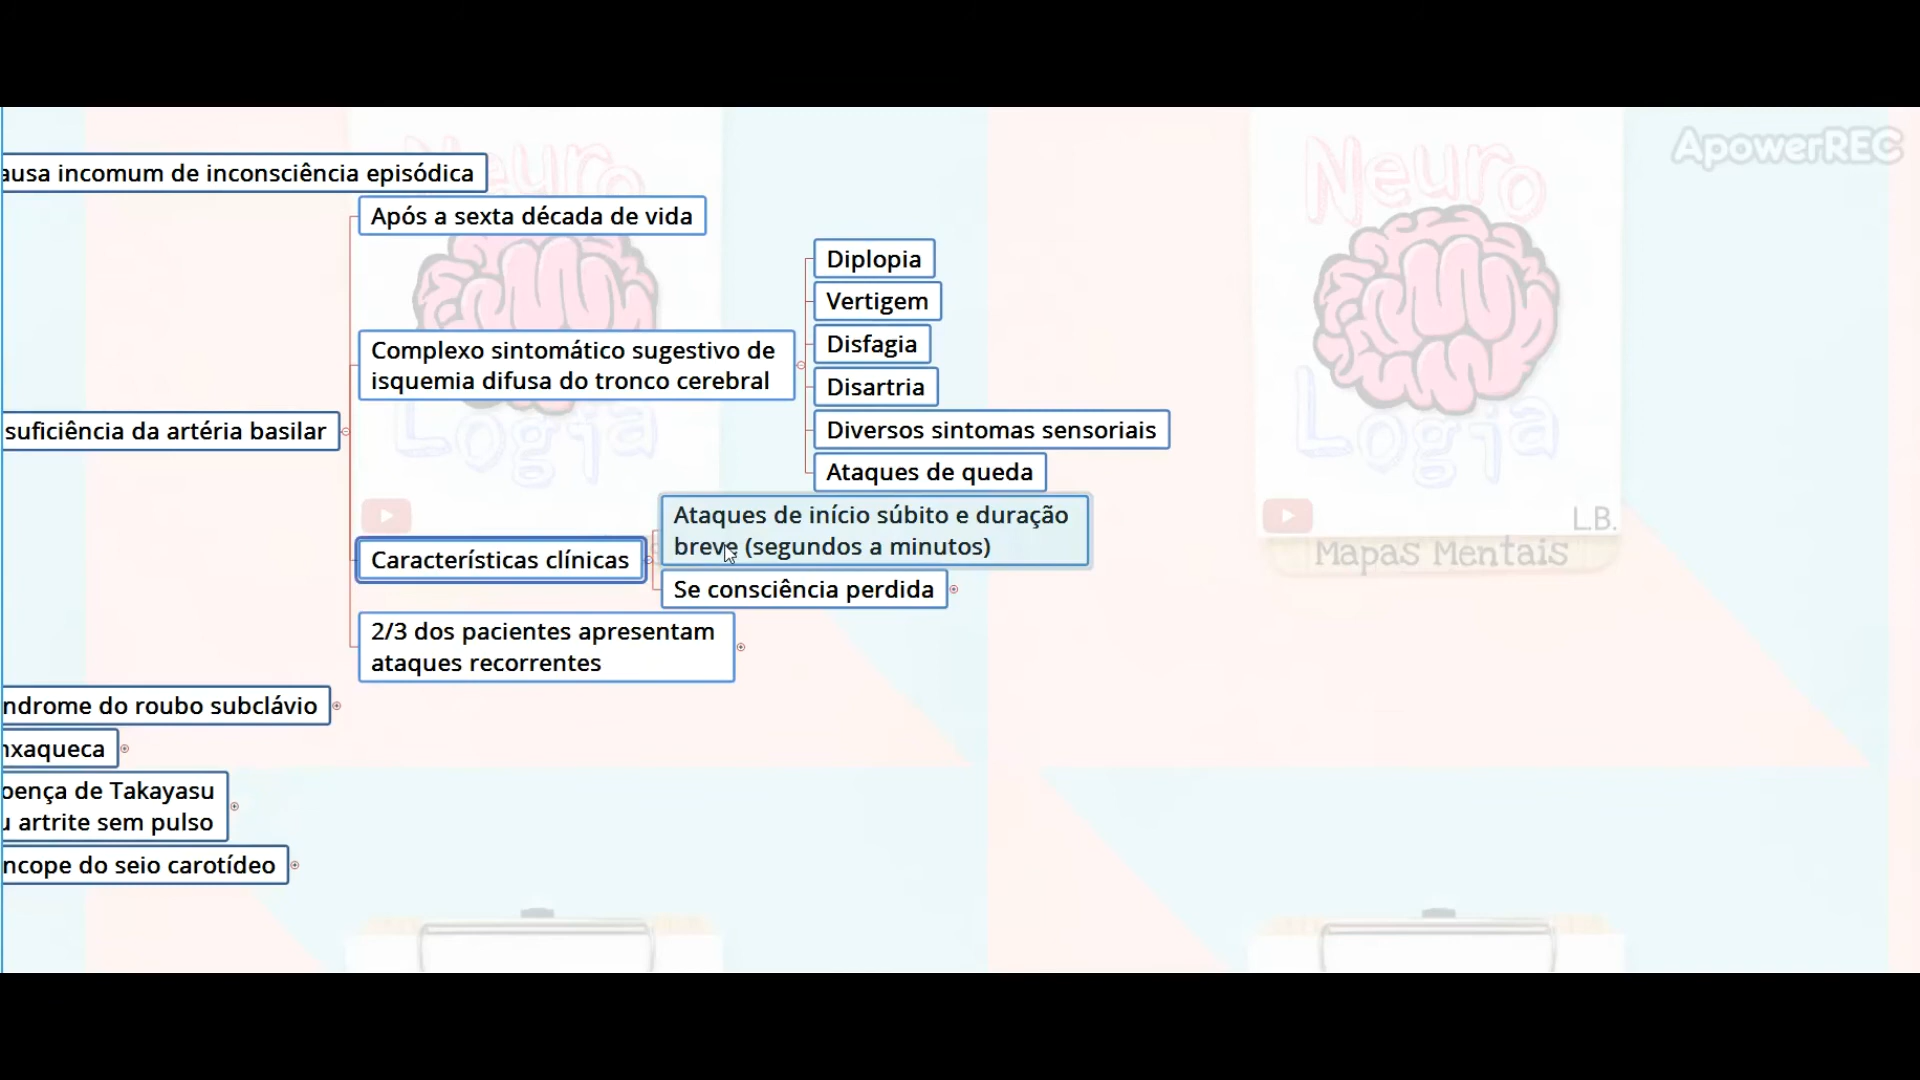 ApowerREC
ausa incomum de inconsciência episódica
Após a sexta década de vida
Complexo sintomático sugestivo de
isquemia difusa do tronco cerebral
Diplopia
Vertigem
Disfagia
Disartria
Diversos sintomas sensoriais
Ataques de queda
suficiência da artéria basilar
Características clínicas
Ataques de início súbito e duração
breve (segundos a minutos)
Se consciência perdida
2/3 dos pacientes apresentam
ataques recorrentes
ndrome do roubo subclávio
nxaqueca
oença de Takayasu
u artrite sem pulso
ncope do seio carotídeo
Neuro
Logia
Neuro
Logia
L.B.
Mapas Mentais